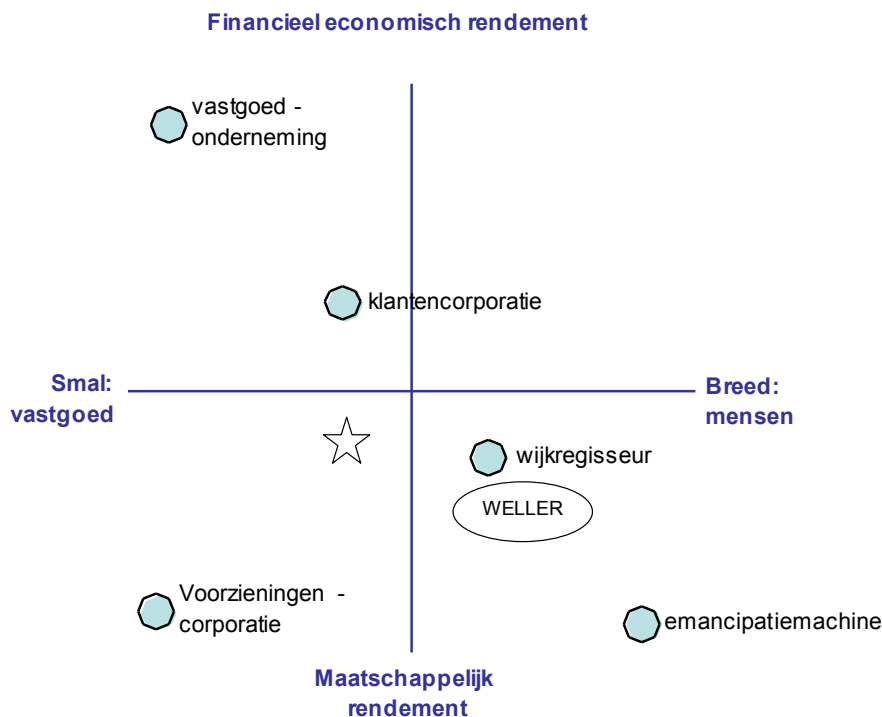 Financieel economisch rendement
vastgoed -
onderneming
klantencorporatie
Smal:
vastgoed
Breed:
mensen
wijkregisseur
WELLER
Voorzieningen -
corporatie
emancipatiemachine
Maatschappelijk
rendement